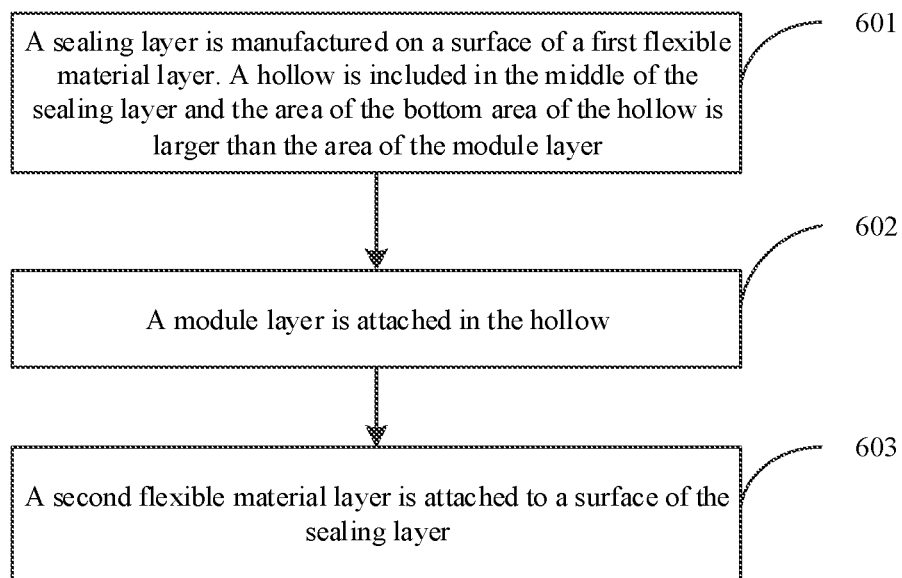 A sealing layer is manufactured on a surface of a first flexible
material layer. A hollow is included in the middle of the
sealing layer and the area of the bottom area of the hollow is
larger than the area of the module layer
601
A module layer is attached in the hollow
602
A second flexible material layer is attached to a surface of the
sealing layer
603